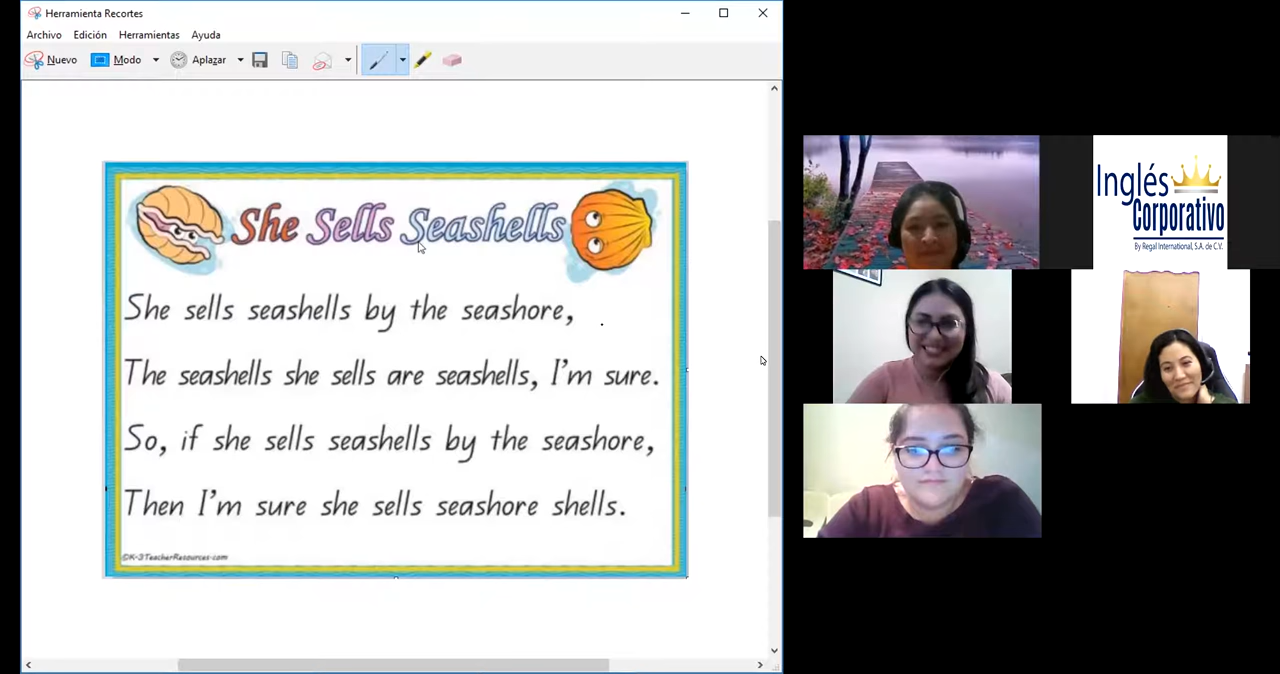 Herramienta Recortes
Archivo Edición Herramientas Ayuda
Nuevo Modo Aplazar
She Sells Seashells
She sells seashells by the seashore,
The seashells she sells are seashells, I'm sure.
So, if she sells seashells by the seashore,
Then I'm sure she sells seashore shells.
©K-3TeacherResources.com
Inglés
Corporativo
By Regal International, S.A. de C.V.